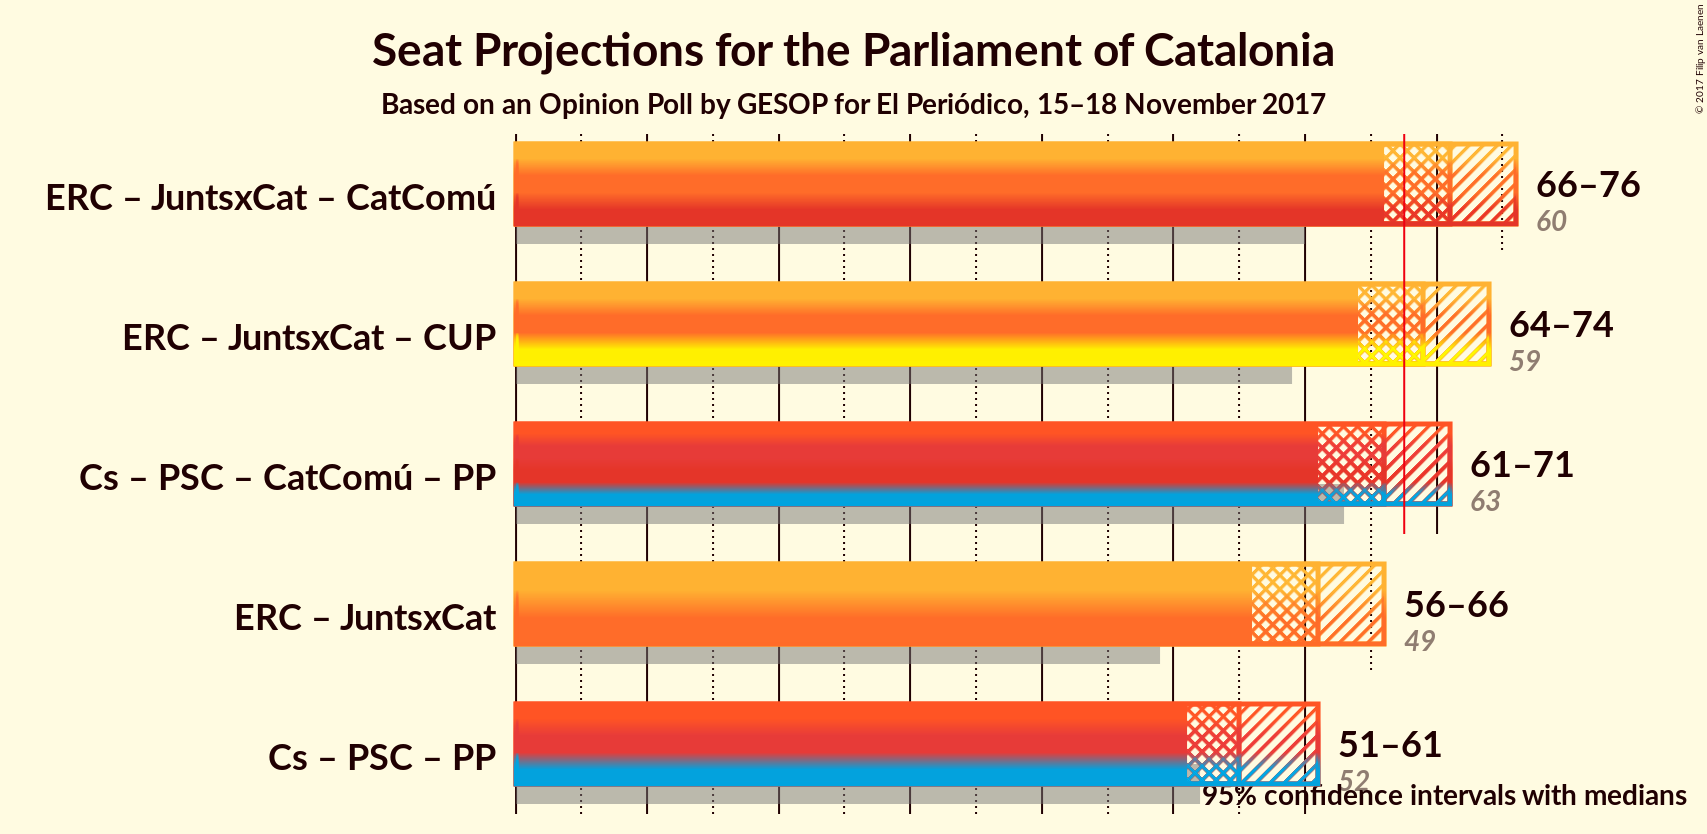 Seat Projections for the Parliament of Catalonia
Based on an Opinion Poll by GESOP for El Periódico, 15–18 November 2017
© 2017 Filip van Laenen
ERC – JuntsxCat – CatComú
66–76
60
ERC – JuntsxCat – CUP
64–74
59
Cs – PSC – CatComú – PP
61–71
63
ERC – JuntsxCat
56–66
49
Cs – PSC – PP
51–61
52
95% confidence intervals with medians